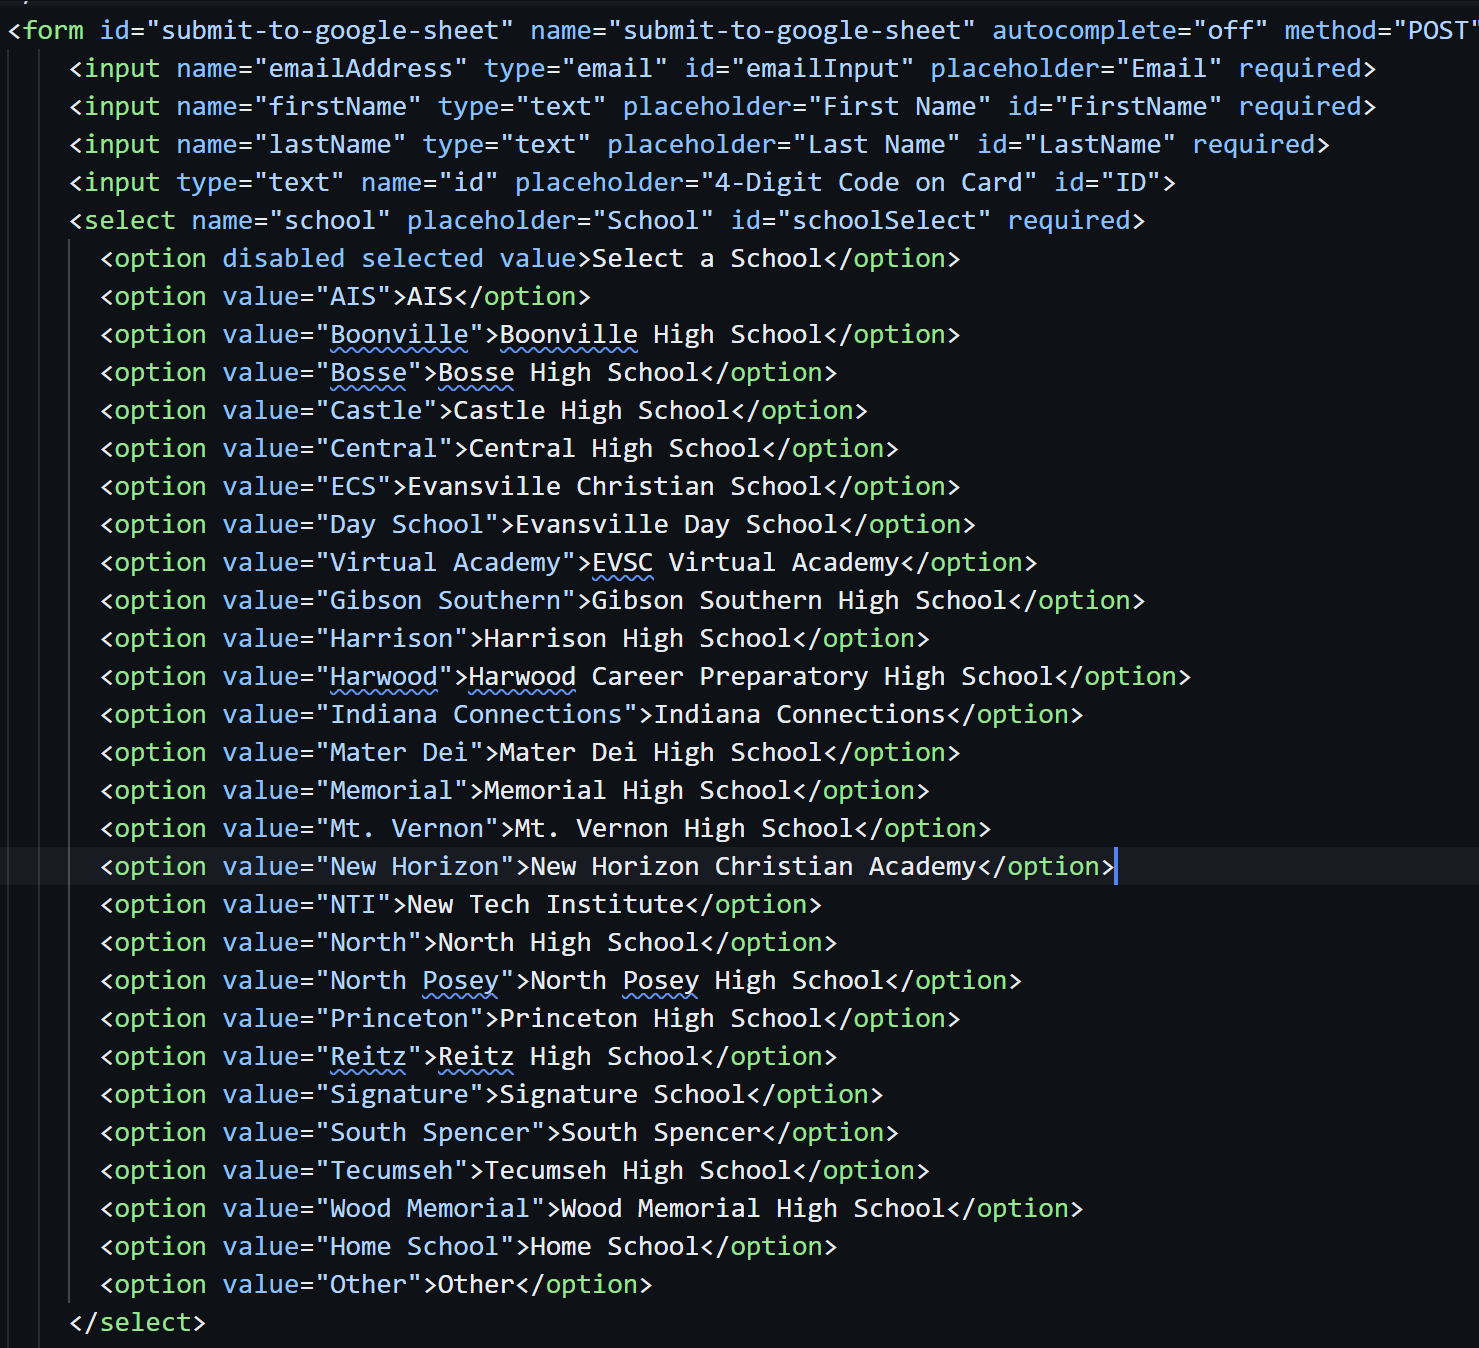 <form id="submit-to-google-sheet" name="submit-to-google-sheet" autocomplete="off" method="POST"
<input name="emailAddress" type="email" id="emailInput" placeholder="Email" required>
<input name="firstName" type="text" placeholder="First Name" id="FirstName" required>
<input name="lastName" type="text" placeholder="Last Name" id="LastName" required>
<input type="text" name="id" placeholder="4-Digit Code on Card" id="ID">
<select name="school" placeholder="School" id="schoolSelect" required>
<option disabled selected value>Select a School</option>
<option value="AIS">AIS</option>
<option value="Boonville">Boonville High School</option>
<option value="Bosse">Bosse High School</option>
<option value="Castle">Castle High School</option>
<option value="Central">Central High School</option>
<option value="ECS">Evansville Christian School</option>
<option value="Day School">Evansville Day School</option>
<option value="Virtual Academy">EVSC Virtual Academy</option>
<option value="Gibson Southern">Gibson Southern High School</option>
<option value="Harrison">Harrison High School</option>
<option value="Harwood">Harwood Career Preparatory High School</option>
<option value="Indiana Connections">Indiana Connections</option>
<option value="Mater Dei">Mater Dei High School</option>
<option value="Memorial">Memorial High School</option>
<option value="Mt. Vernon">Mt. Vernon High School</option>
<option value="New Horizon">New Horizon Christian Academy</option>
<option value="NTI">New Tech Institute</option>
<option value="North">North High School</option>
<option value="North Posey">North Posey High School</option>
<option value="Princeton">Princeton High School</option>
<option value="Reitz">Reitz High School</option>
<option value="Signature">Signature School</option>
<option value="South Spencer">South Spencer</option>
<option value="Tecumseh">Tecumseh High School</option>
<option value="Wood Memorial">Wood Memorial High School</option>
<option value="Home School">Home School</option>
<option value="Other">Other</option>
</select>